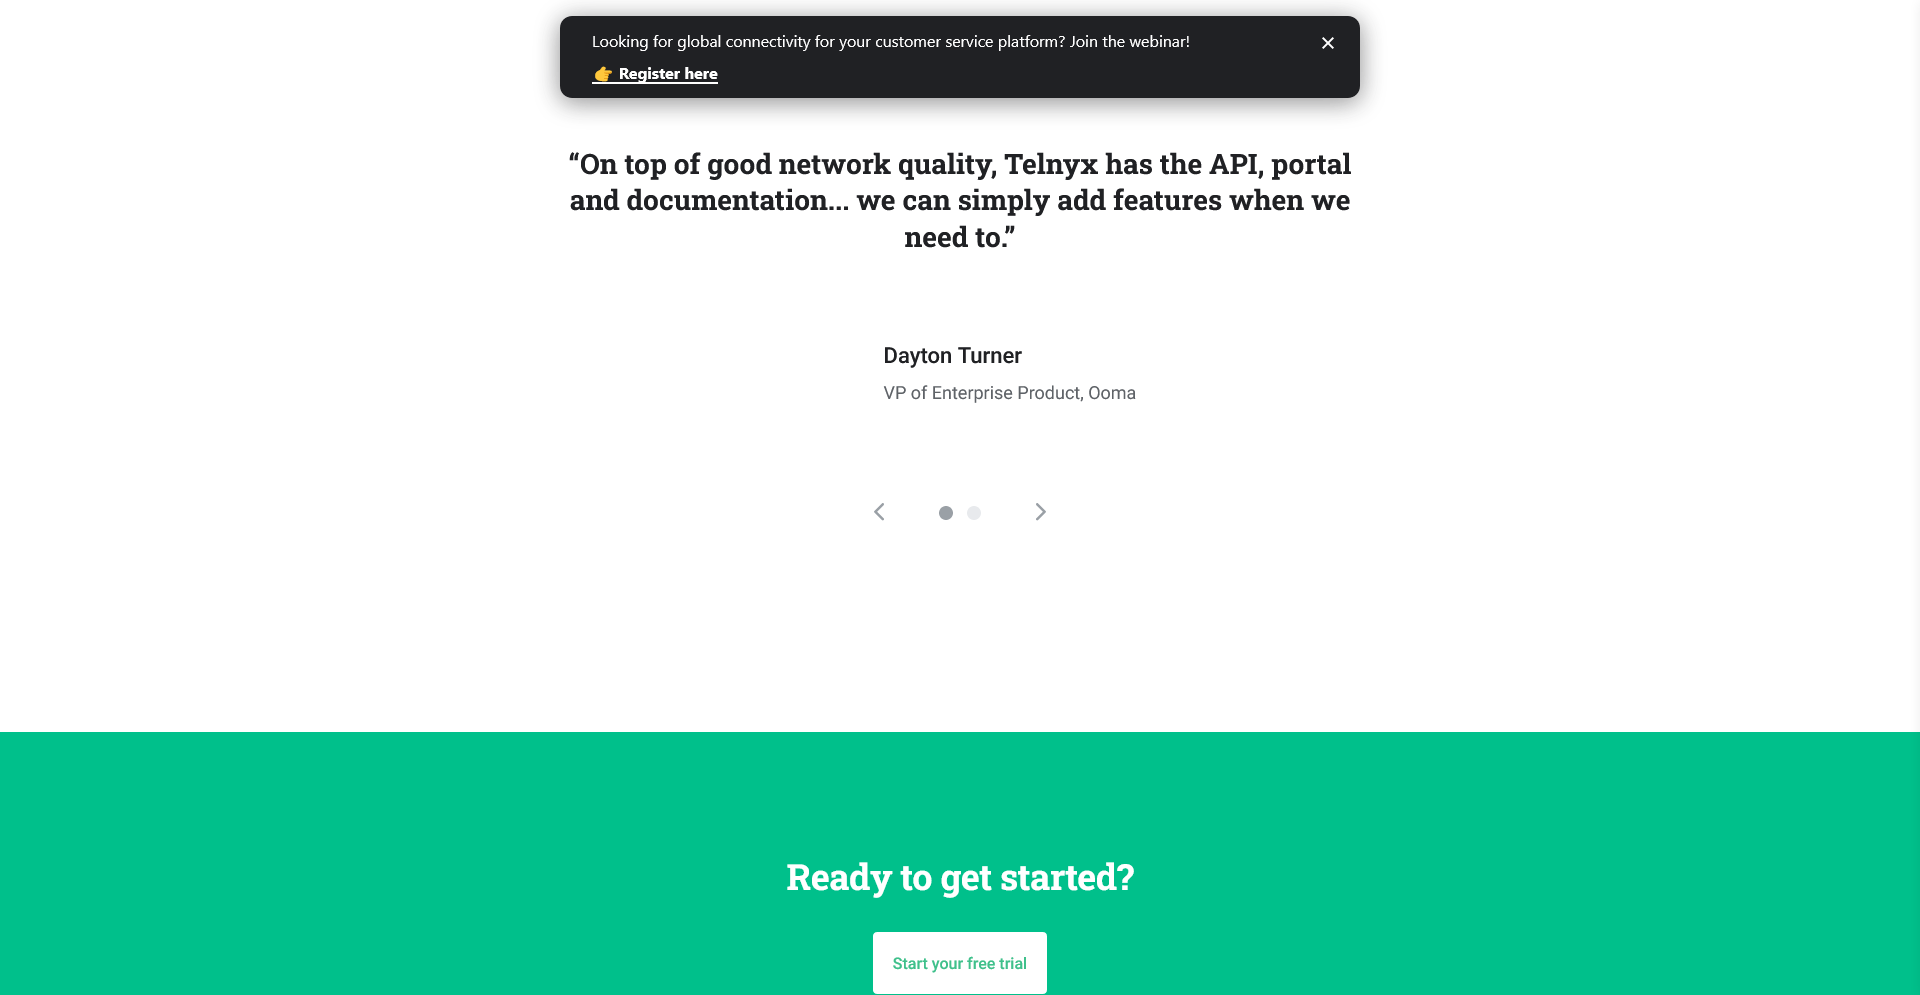 Looking for global connectivity for your customer service platform? Join the webinar!
👉 Register here
“On top of good network quality, Telnyx has the API, portal
and documentation... we can simply add features when we
need to.”
Dayton Turner
VP of Enterprise Product, Ooma
Ready to get started?
Start your free trial